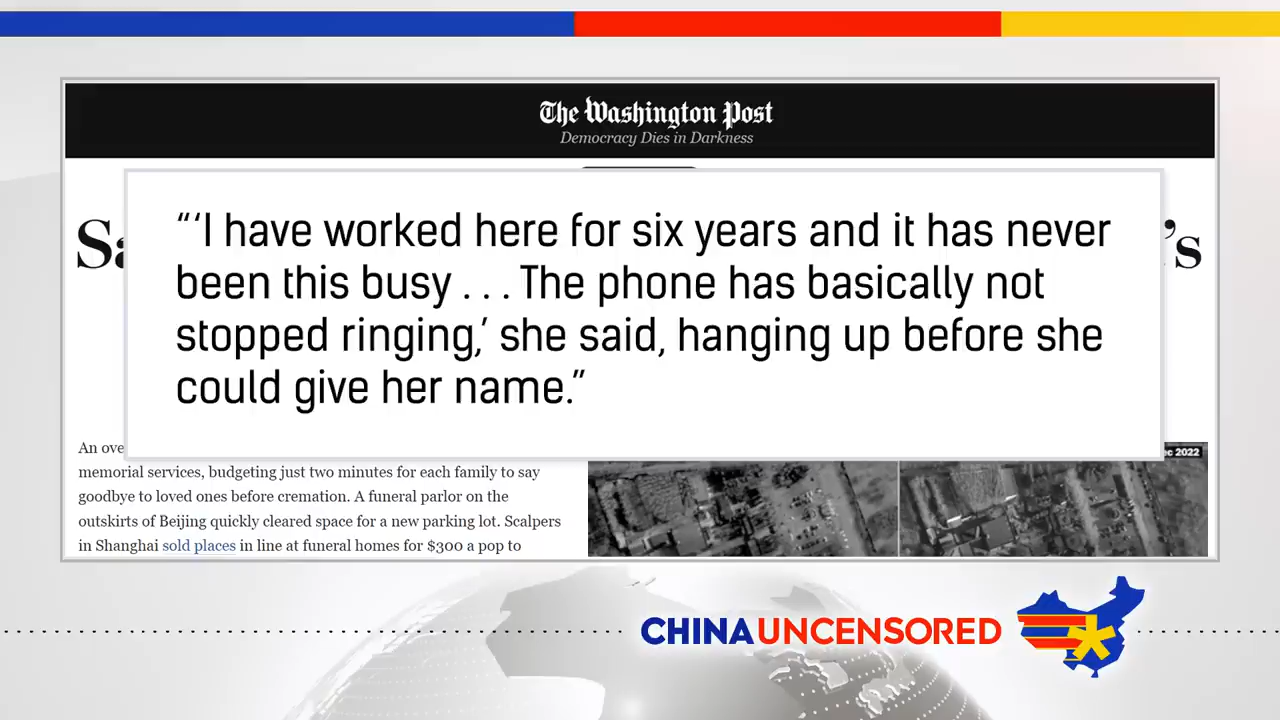 The Washington Post
Democracy Dies in Darkness
Sa
’s
“‘I have worked here for six years and it has never
been this busy . . . The phone has basically not
stopped ringing,’ she said, hanging up before she
could give her name.”
An ove
2022
memorial services, budgeting just two minutes for each family to say
goodbye to loved ones before cremation. A funeral parlor on the
outskirts of Beijing quickly cleared space for a new parking lot. Scalpers
in Shanghai sold places in line at funeral homes for $300 a pop to
CHINA UNCENSORED